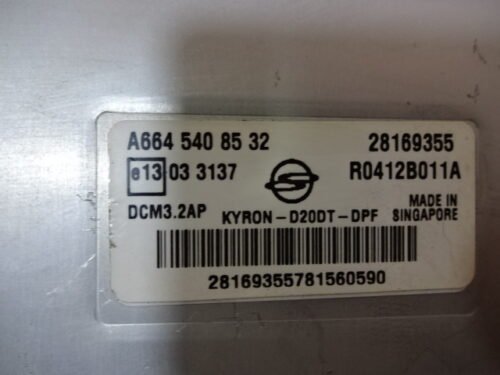 A664 540 85 32 28169355
e13 03 3137 R0412B011A
DCM3.2AP KYRON-D20DT-DPF MADE IN SINGAPORE
28169355781560590